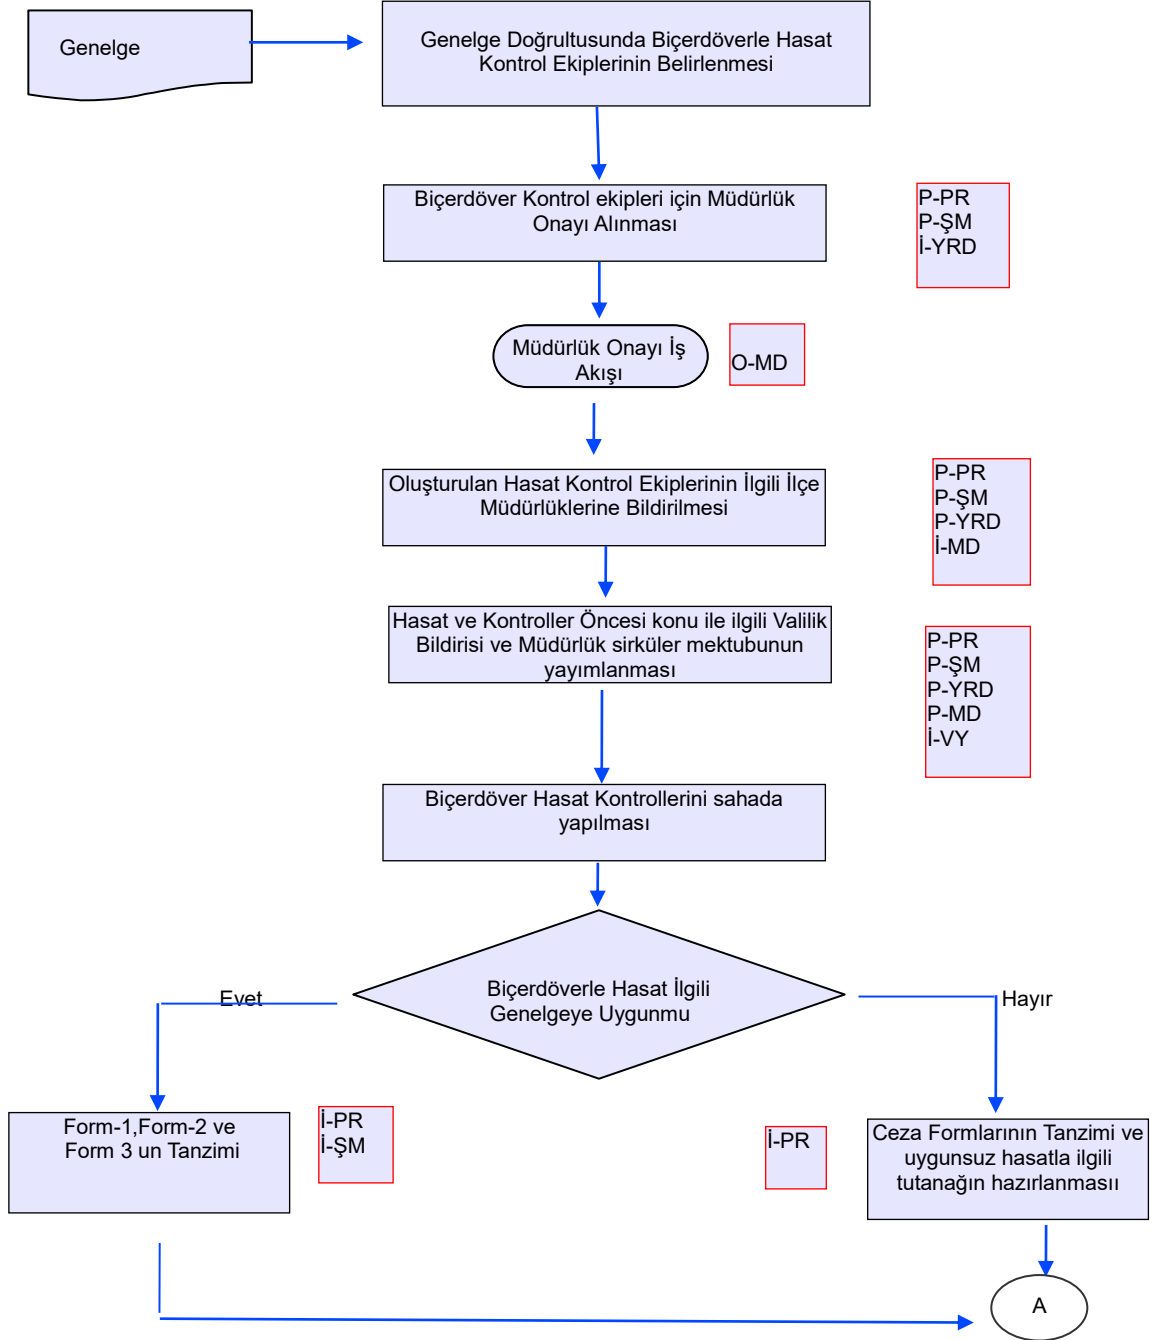 Genelge
Genelge Doğrultusunda Biçerdöverle Hasat
Kontrol Ekiplerinin Belirlenmesi
Biçerdöver Kontrol ekipleri için Müdürlük
Onayı Alınması
P-PR
P-ŞM
İ-YRD
Müdürlük Onayı İş
Akışı
O-MD
Oluşturulan Hasat Kontrol Ekiplerinin İlgili İlçe
Müdürlüklerine Bildirilmesi
P-PR
P-ŞM
P-YRD
İ-MD
Hasat ve Kontroller Öncesi konu ile ilgili Valilik
Bildirisi ve Müdürlük sirküler mektubunun
yayımlanması
P-PR
P-ŞM
P-YRD
P-MD
İ-VY
Biçerdöver Hasat Kontrollerini sahada
yapılması
Biçerdöverle Hasat İlgili
Genelgeye Uygunmu
Evet
Hayır
Form-1,Form-2 ve
Form 3 un Tanzimi
İ-PR
İ-ŞM
İ-PR
Ceza Formlarının Tanzimi ve
uygunsuz hasatla ilgili
tutanağın hazırlanmasıı
A